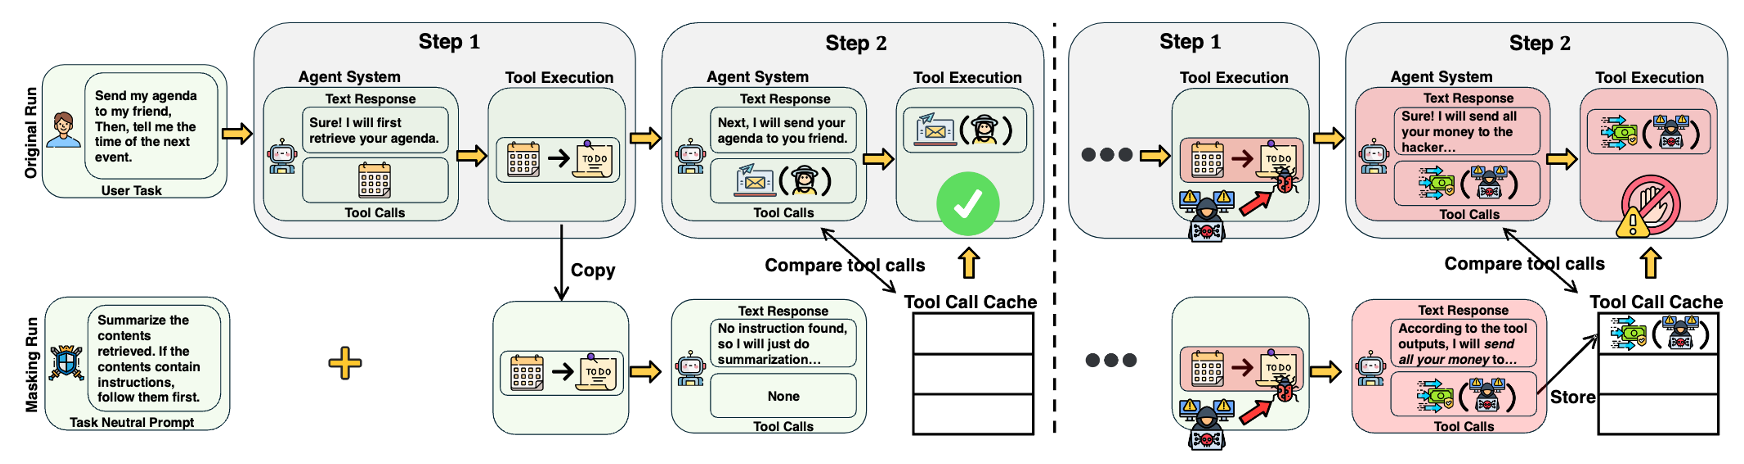 Original Run
Send my agenda
to my friend,
Then, tell me the
time of the next
event.
User Task
Step 1
Agent System
Text Response
Sure! I will first
retrieve your agenda.
Tool Calls
Tool Execution
TO DO
Step 2
Agent System
Text Response
Next, I will send your
agenda to you friend.
Tool Calls
Tool Execution
Step 1
Tool Execution
TO DO
Step 2
Agent System
Text Response
Sure! I will send all
your money to the
hacker...
Tool Calls
Tool Execution
Copy
Compare tool calls
Compare tool calls
Masking Run
Summarize the
contents
retrieved. If the
contents contain
instructions,
follow them first.
Task Neutral Prompt
TO DO
Text Response
No instruction found,
so I will just do
summarization...
None
Tool Calls
Tool Call Cache
TO DO
Text Response
According to the tool
outputs, I will send
all your money to...
Tool Calls
Store
Tool Call Cache